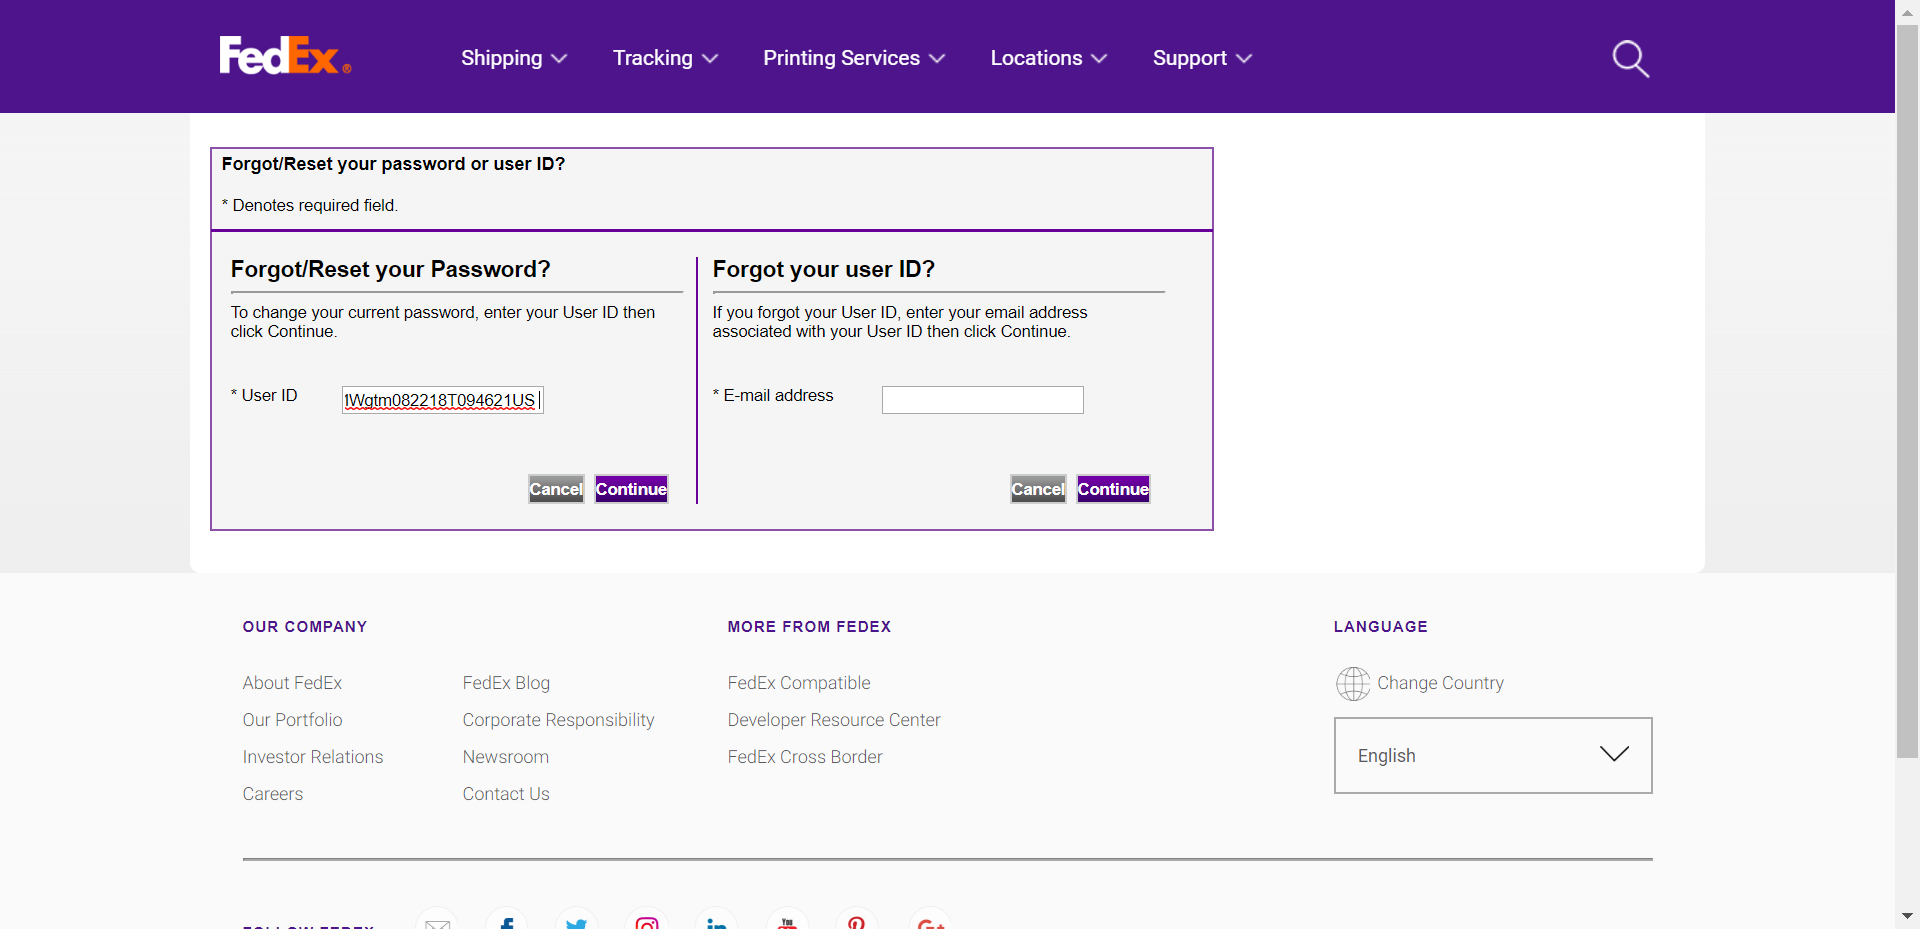 FedEx®
Shipping
Tracking
Printing Services
Locations
Support
Forgot/Reset your password or user ID?
* Denotes required field.
Forgot/Reset your Password?
To change your current password, enter your User ID then
click Continue.
* User ID
Wgtm082218T094621US
Cancel
Continue
Forgot your user ID?
If you forgot your User ID, enter your email address
associated with your User ID then click Continue.
* E-mail address
Cancel
Continue
OUR COMPANY
About FedEx
Our Portfolio
Investor Relations
Careers
FedEx Blog
Corporate Responsibility
Newsroom
Contact Us
MORE FROM FEDEX
FedEx Compatible
Developer Resource Center
FedEx Cross Border
LANGUAGE
Change Country
English
FOLLOW FEDEX